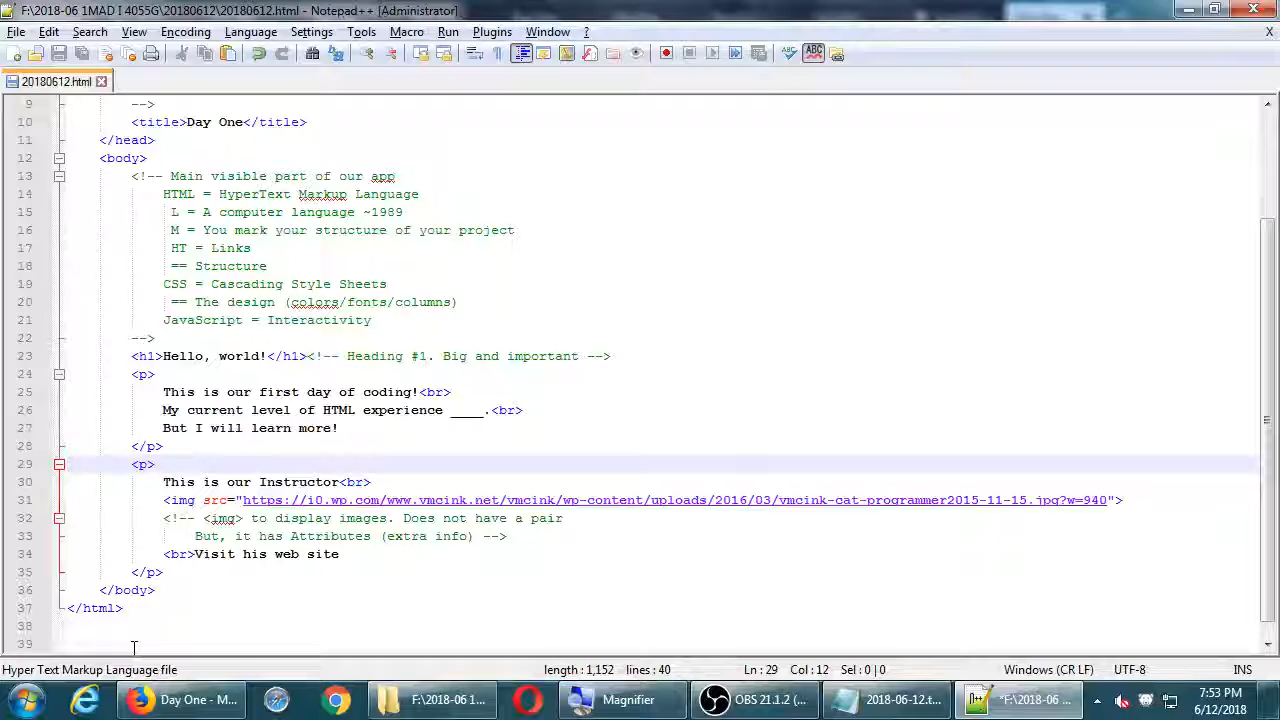 F:\2018-06 1MAD I 4055G\20180612\20180612.html - Notepad++ [Administrator]
File Edit Search View Encoding Language Settings Tools Macro Run Plugins Window ? X
20180612.html
9 -->
10 <title>Day One</title>
11 </head>
12 <body>
13 <!-- Main visible part of our app
14 HTML = HyperText Markup Language
15 L = A computer language ~1989
16 M = You mark your structure of your project
17 HT = Links
18 == Structure
19 CSS = Cascading Style Sheets
20 == The design (colors/fonts/columns)
21 JavaScript = Interactivity
22 -->
23 <h1>Hello, world!</h1><!-- Heading #1. Big and important -->
24 <p>
25 This is our first day of coding!<br>
26 My current level of HTML experience ____.<br>
27 But I will learn more!
28 </p>
29 <p>
30 This is our Instructor<br>
31 <img src="https://i0.wp.com/www.vmcink.net/vmcink/wp-content/uploads/2016/03/vmcink-cat-programmer2015-11-15.jpg?w=940">
32 <!-- <img> to display images. Does not have a pair
33 But, it has Attributes (extra info) -->
34 <br>Visit his web site
35 </p>
36 </body>
37 </html>
38
39
Hyper Text Markup Language file length : 1,152 lines : 40 Ln : 29 Col : 12 Sel : 0 | 0 Windows (CR LF) UTF-8 INS
Day One - M... F:\2018-06 1... Magnifier OBS 21.1.2 (... 2018-06-12.t... *F:\2018-06 ... 7:53 PM
6/12/2018